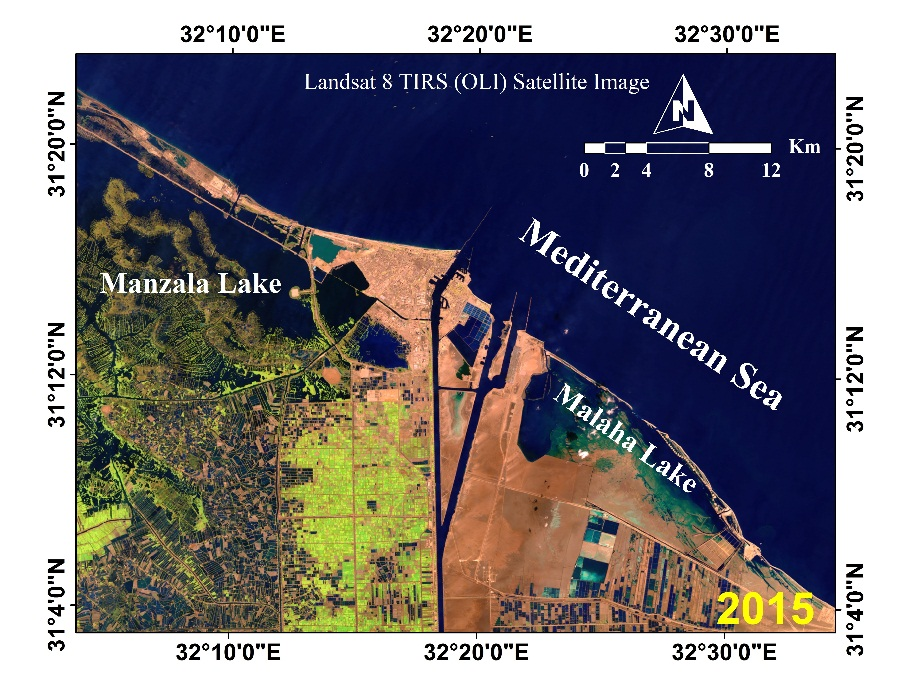 32°10'0"E 32°20'0"E 32°30'0"E
Landsat 8 TIRS (OLI) Satellite Image
N
Km
0 2 4 8 12
31°20'0"N
31°20'0"N
Mediterranean Sea
Manzala Lake
31°12'0"N
31°12'0"N
Malaha Lake
31°4'0"N
31°4'0"N
2015
32°10'0"E 32°20'0"E 32°30'0"E